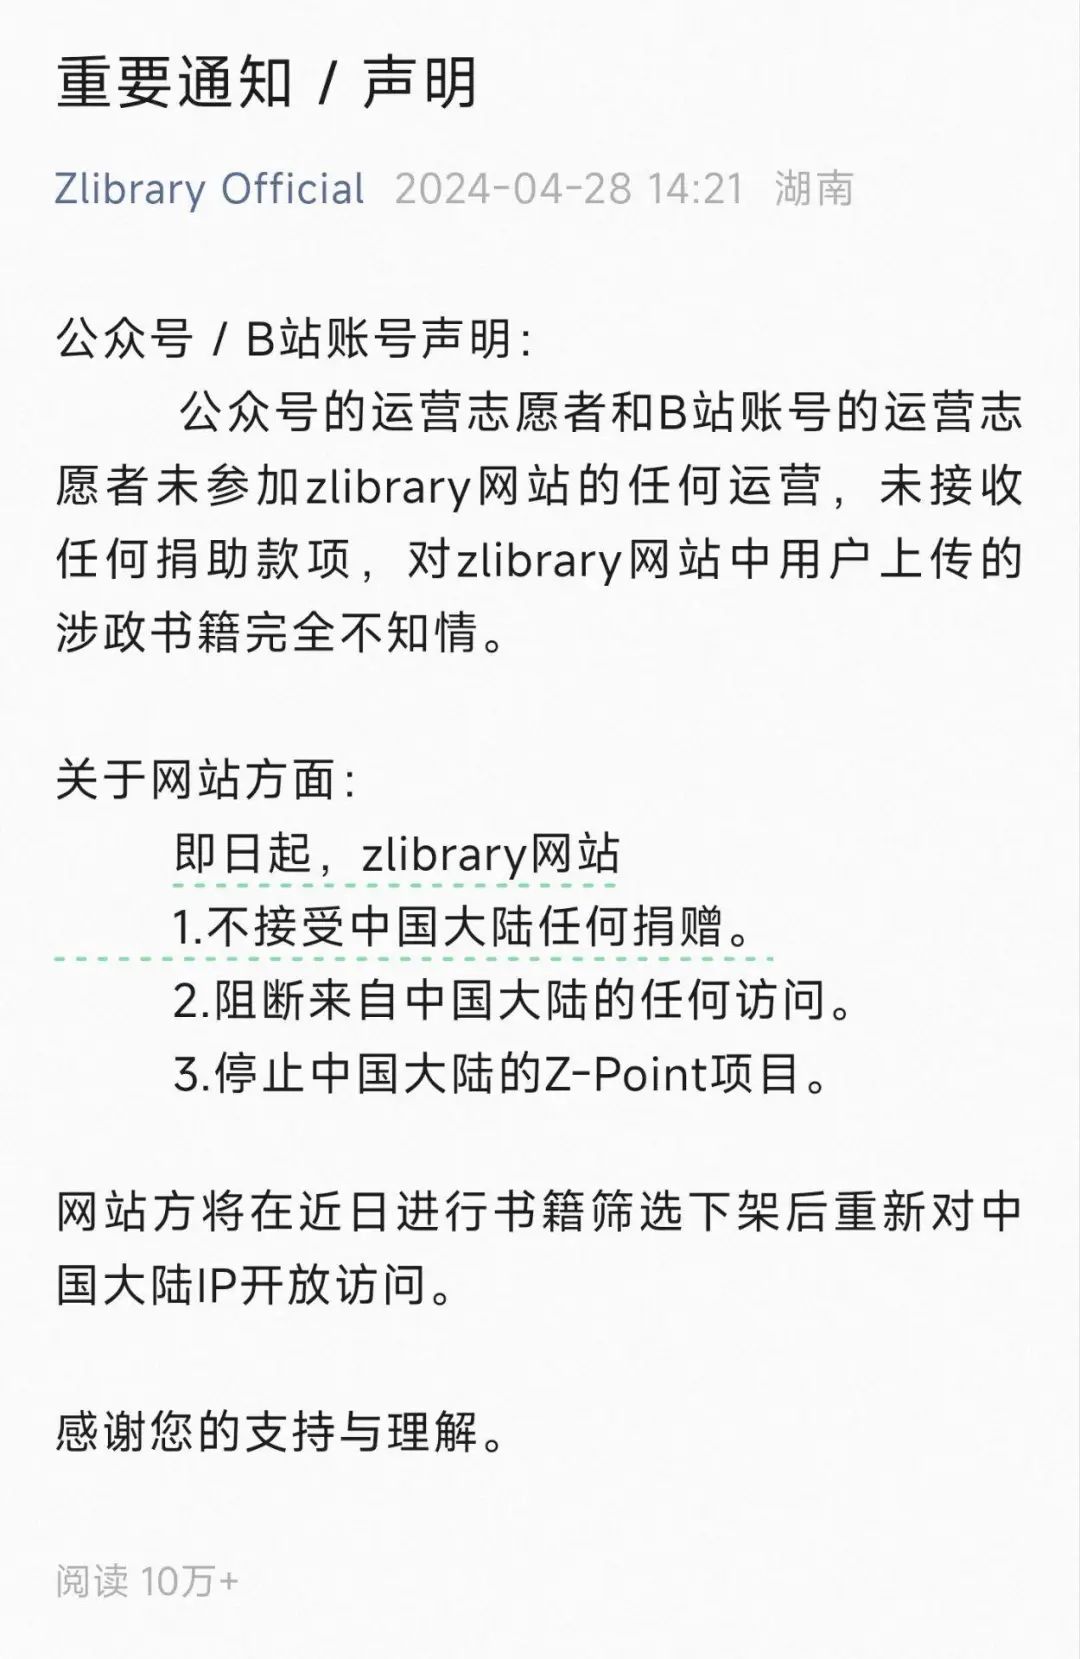 重要通知 / 声明
Zlibrary Official 2024-04-28 14:21 湖南
公众号 / B站账号声明：
公众号的运营志愿者和B站账号的运营志
愿者未参加zlibrary网站的任何运营，未接收
任何捐助款项，对zlibrary网站中用户上传的
涉政书籍完全不知情。
关于网站方面：
即日起，zlibrary网站
1.不接受中国大陆任何捐赠。
2.阻断来自中国大陆的任何访问。
3.停止中国大陆的Z-Point项目。
网站方将在近日进行书籍筛选下架后重新对中
国大陆IP开放访问。
感谢您的支持与理解。
阅读 10万+